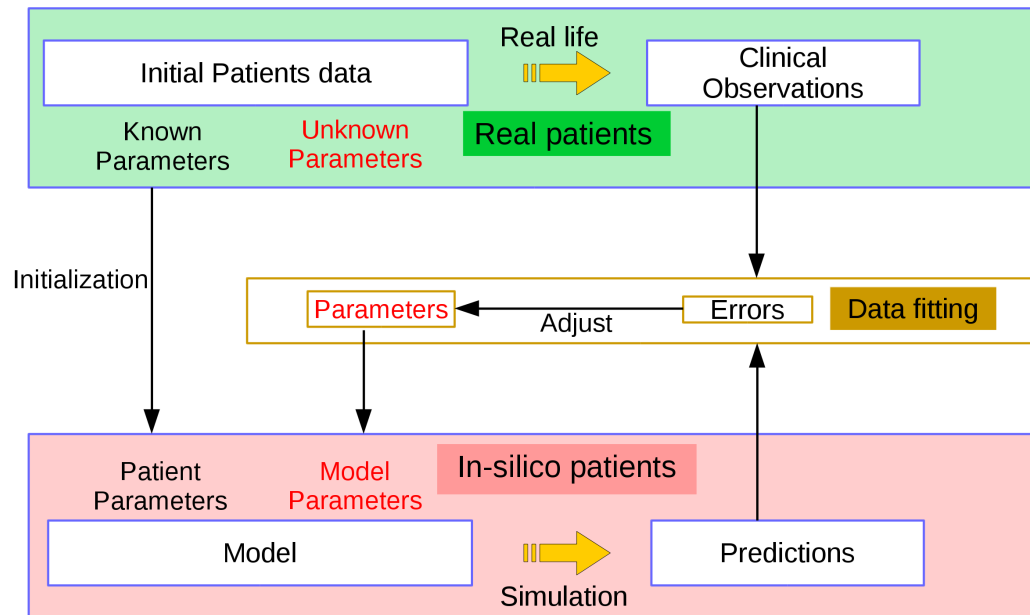 Real life
Initial Patients data
Clinical
Observations
Known
Parameters
Unknown
Parameters
Real patients
Initialization
Parameters
Adjust
Errors
Data fitting
Patient
Parameters
Model
Parameters
In-silico patients
Model
Simulation
Predictions